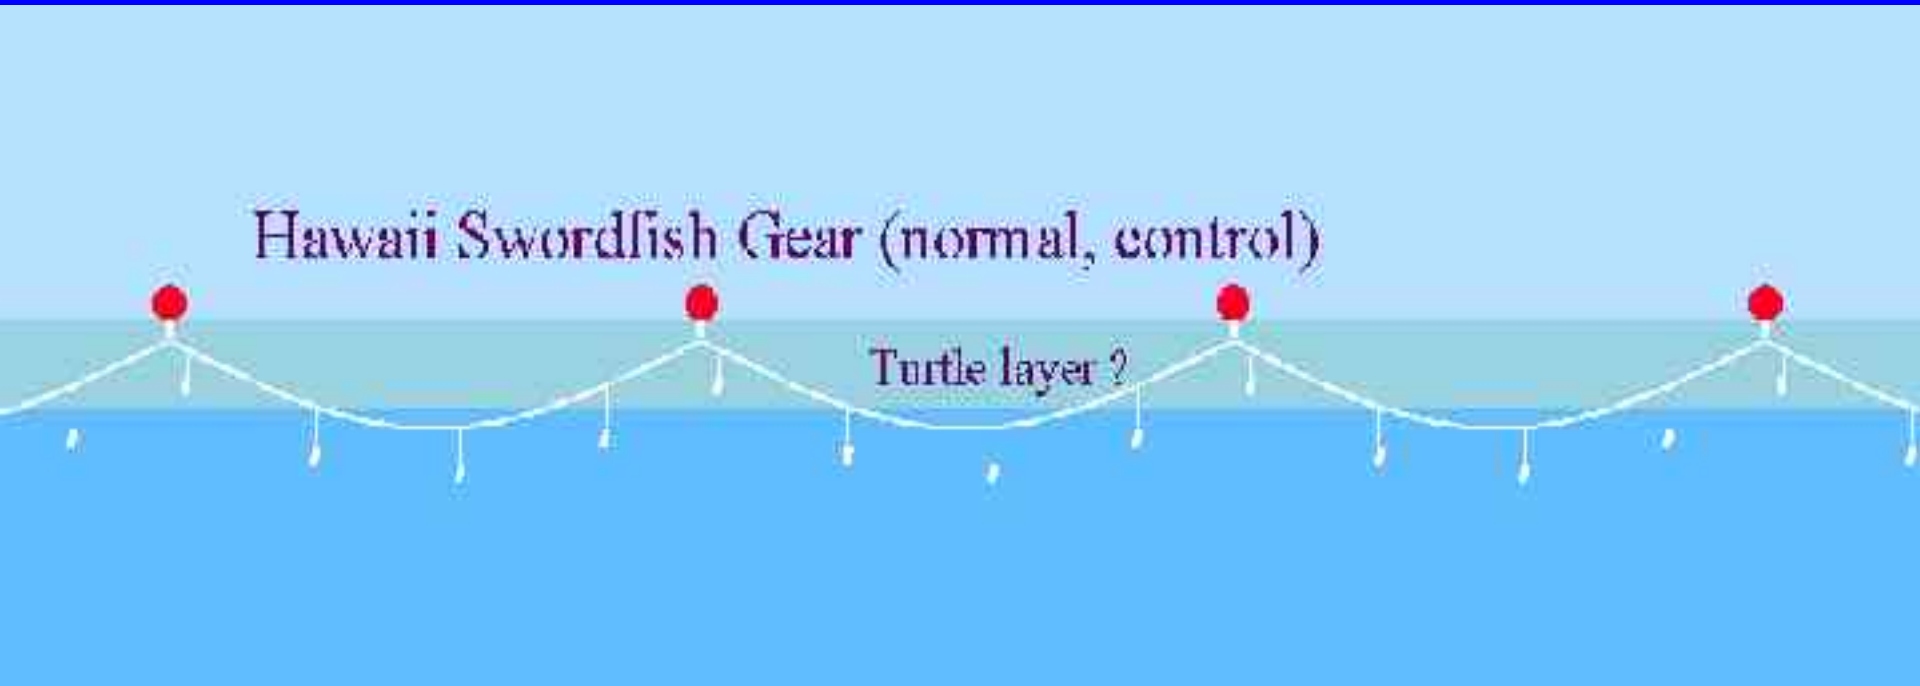 Hawaii Swordfish Gear (normal, control)
Turtle layer ?